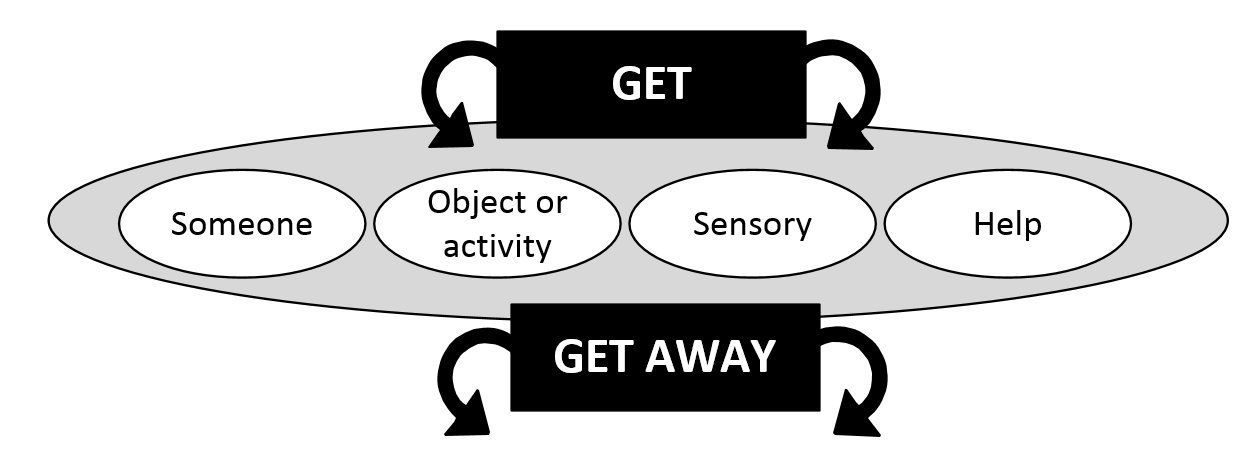 GET
Someone
Object or
activity
Sensory
Help
GET AWAY